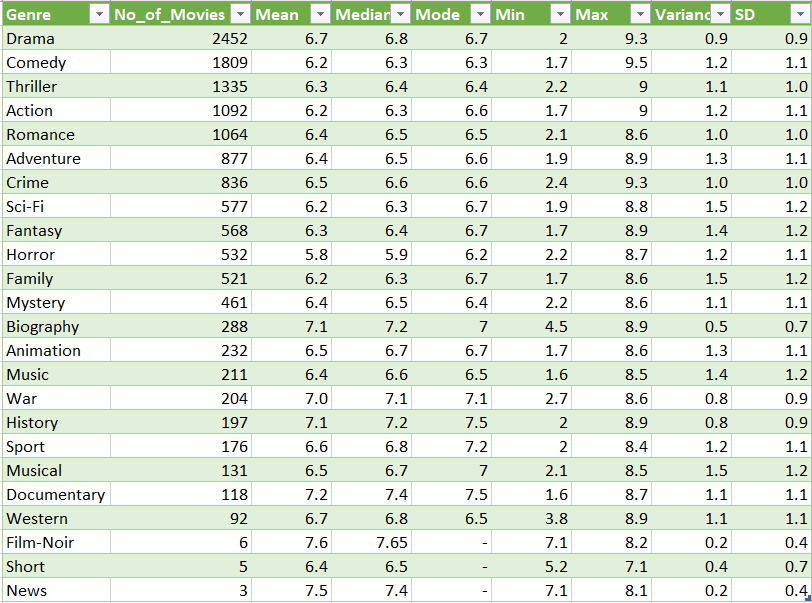 Genre No_of_Movies Mean Median Mode Min Max Varianc SD
Drama 2452 6.7 6.8 6.7 2 9.3 0.9 0.9
Comedy 1809 6.2 6.3 6.3 1.7 9.5 1.2 1.1
Thriller 1335 6.3 6.4 6.4 2.2 9 1.1 1.0
Action 1092 6.2 6.3 6.6 1.7 9 1.2 1.1
Romance 1064 6.4 6.5 6.5 2.1 8.6 1.0 1.0
Adventure 877 6.4 6.5 6.6 1.9 8.9 1.3 1.1
Crime 836 6.5 6.6 6.6 2.4 9.3 1.0 1.0
Sci-Fi 577 6.2 6.3 6.7 1.9 8.8 1.5 1.2
Fantasy 568 6.3 6.4 6.7 1.7 8.9 1.4 1.2
Horror 532 5.8 5.9 6.2 2.2 8.7 1.2 1.1
Family 521 6.2 6.3 6.7 1.7 8.6 1.5 1.2
Mystery 461 6.4 6.5 6.4 2.2 8.6 1.1 1.1
Biography 288 7.1 7.2 7 4.5 8.9 0.5 0.7
Animation 232 6.5 6.7 6.7 1.7 8.6 1.3 1.1
Music 211 6.4 6.6 6.5 1.6 8.5 1.4 1.2
War 204 7.0 7.1 7.1 2.7 8.6 0.8 0.9
History 197 7.1 7.2 7.5 2 8.9 0.8 0.9
Sport 176 6.6 6.8 7.2 2 8.4 1.2 1.1
Musical 131 6.5 6.7 7 2.1 8.5 1.5 1.2
Documentary 118 7.2 7.4 7.5 1.6 8.7 1.1 1.1
Western 92 6.7 6.8 6.5 3.8 8.9 1.1 1.1
Film-Noir 6 7.6 7.65 - 7.1 8.2 0.2 0.4
Short 5 6.4 6.5 - 5.2 7.1 0.4 0.7
News 3 7.5 7.4 - 7.1 8.1 0.2 0.4